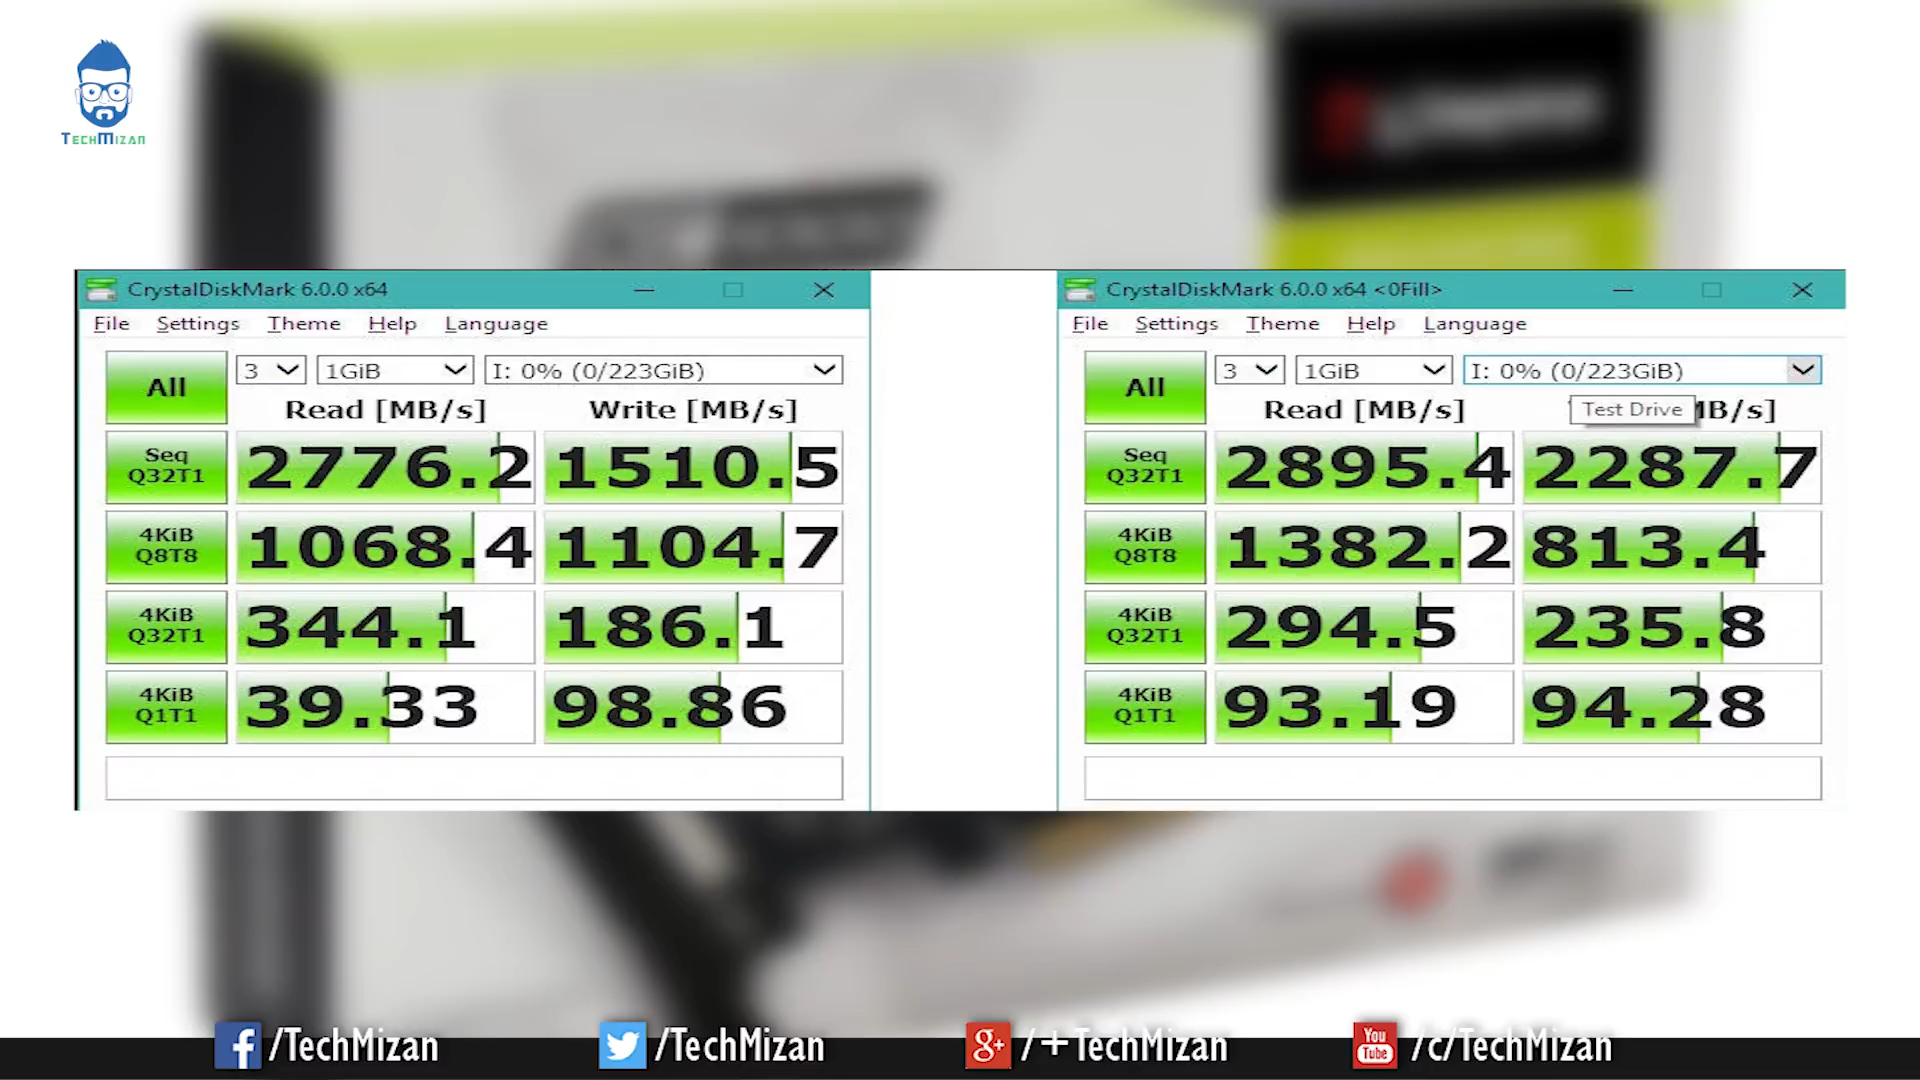 TECHMIZAN
CrystalDiskMark 6.0.0 x64
File Settings Theme Help Language
All 3 1GiB I: 0% (0/223GiB)
Read [MB/s] Write [MB/s]
Seq Q32T1 2776.2 1510.5
4KiB Q8T8 1068.4 1104.7
4KiB Q32T1 344.1 186.1
4KiB Q1T1 39.33 98.86
CrystalDiskMark 6.0.0 x64 <0Fill>
File Settings Theme Help Language
All 3 1GiB I: 0% (0/223GiB)
Read [MB/s] Test Drive MB/s]
Seq Q32T1 2895.4 2287.7
4KiB Q8T8 1382.2 813.4
4KiB Q32T1 294.5 235.8
4KiB Q1T1 93.19 94.28
f /TechMizan /TechMizan g+ /+TechMizan You Tube /c/TechMizan